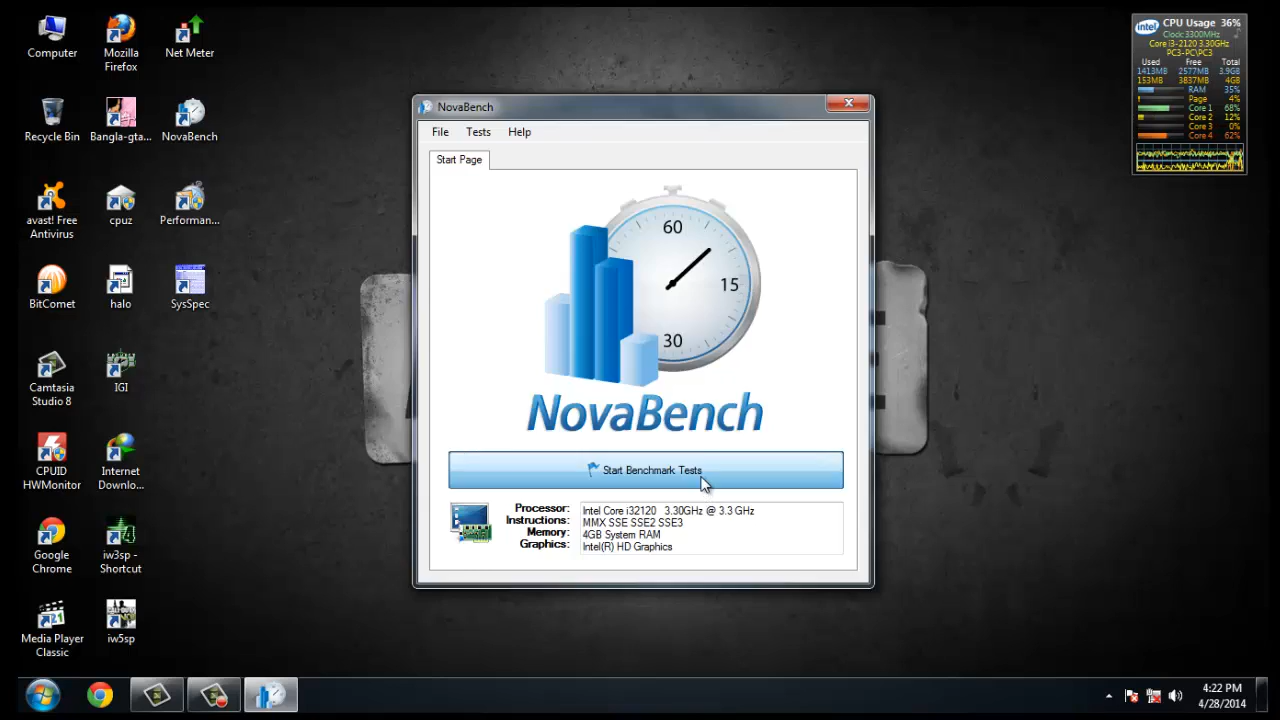 Computer
Mozilla
Firefox
Net Meter
Recycle Bin
Bangla-gta...
NovaBench
avast! Free
Antivirus
cpuz
Performan...
BitComet
halo
SysSpec
Camtasia
Studio 8
IGI
CPUID
HWMonitor
Internet
Downlo...
Google
Chrome
iw3sp -
Shortcut
Media Player
Classic
iw5sp
NovaBench
File Tests Help
Start Page
60
15
30
NovaBench
Start Benchmark Tests
Processor: Intel Core i32120 3.30GHz @ 3.3 GHz
Instructions: MMX SSE SSE2 SSE3
Memory: 4GB System RAM
Graphics: Intel(R) HD Graphics
intel CPU Usage 36%
Clock: 3300MHz
Core i3-2120 3.30GHz
PC3-PC\PC3
Used Free Total
1413MB 2577MB 3.9GB
153MB 3837MB 4GB
RAM 35%
Page 4%
Core 1 68%
Core 2 12%
Core 3 0%
Core 4 62%
4:22 PM
4/28/2014